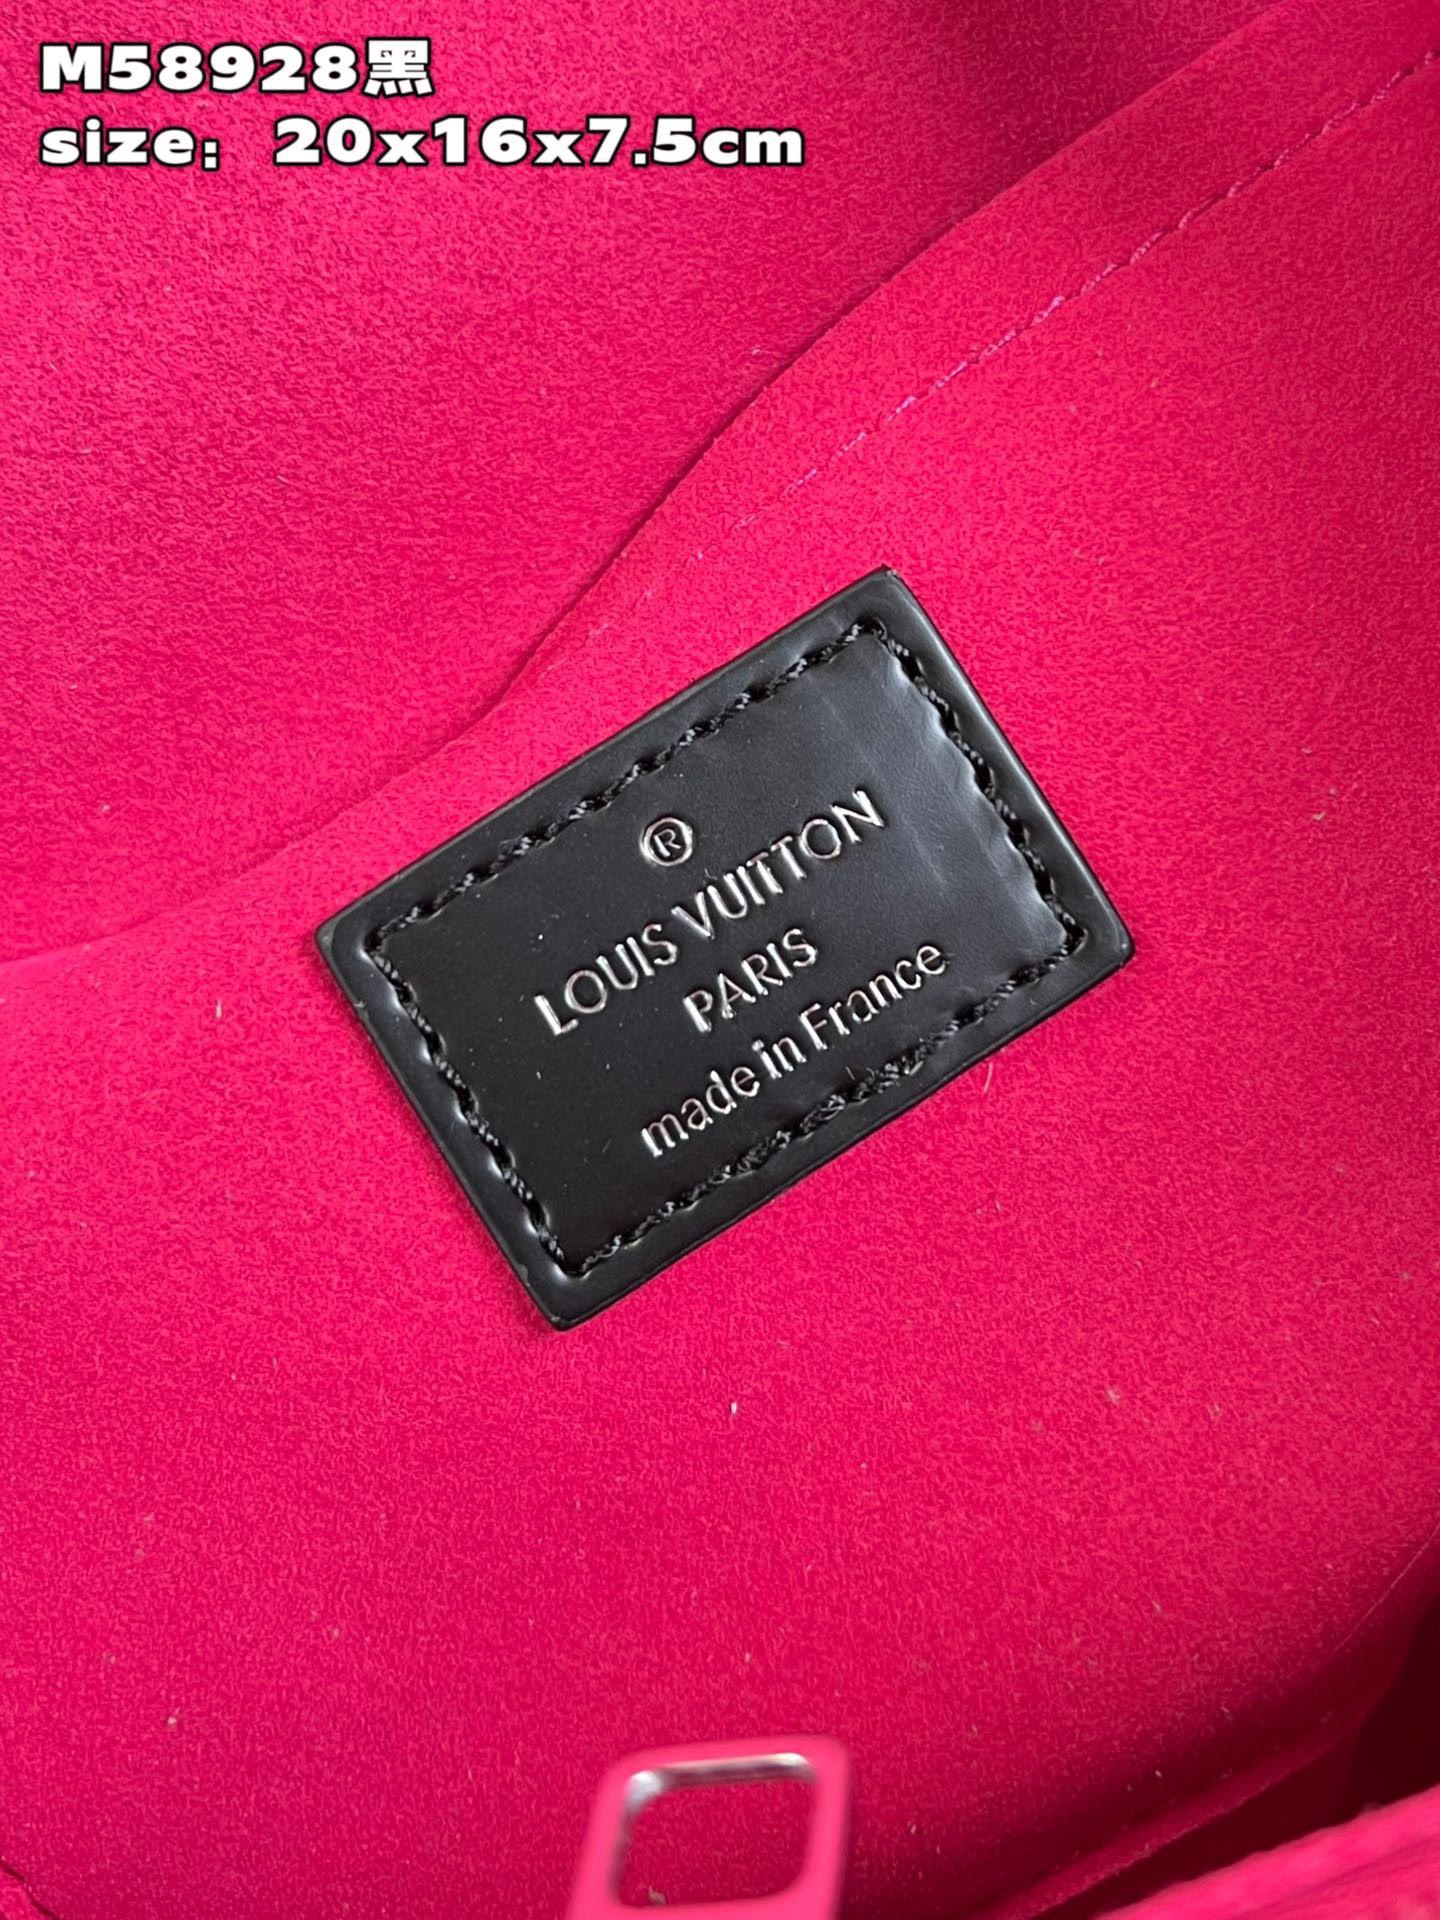 M58928黑
size： 20x16x7.5cm
®
LOUIS VUITTON
PARIS
made in France